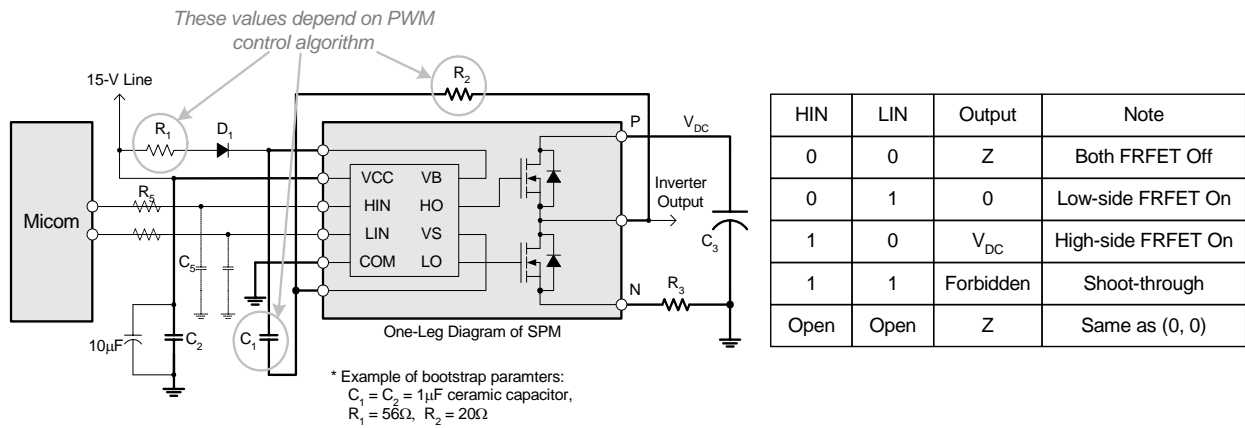 These values depend on PWM
control algorithm
R2
15-V Line
R1
D1
P
VDC
VCC VB
R5
HIN HO
Inverter
Output
Micom
LIN VS
C3
C5
COM LO
N
R3
One-Leg Diagram of SPM
10μF
C2
C1
* Example of bootstrap paramters:
C1 = C2 = 1μF ceramic capacitor,
R1 = 56Ω, R2 = 20Ω
HIN LIN Output Note
0 0 Z Both FRFET Off
0 1 0 Low-side FRFET On
1 0 VDC High-side FRFET On
1 1 Forbidden Shoot-through
Open Open Z Same as (0, 0)